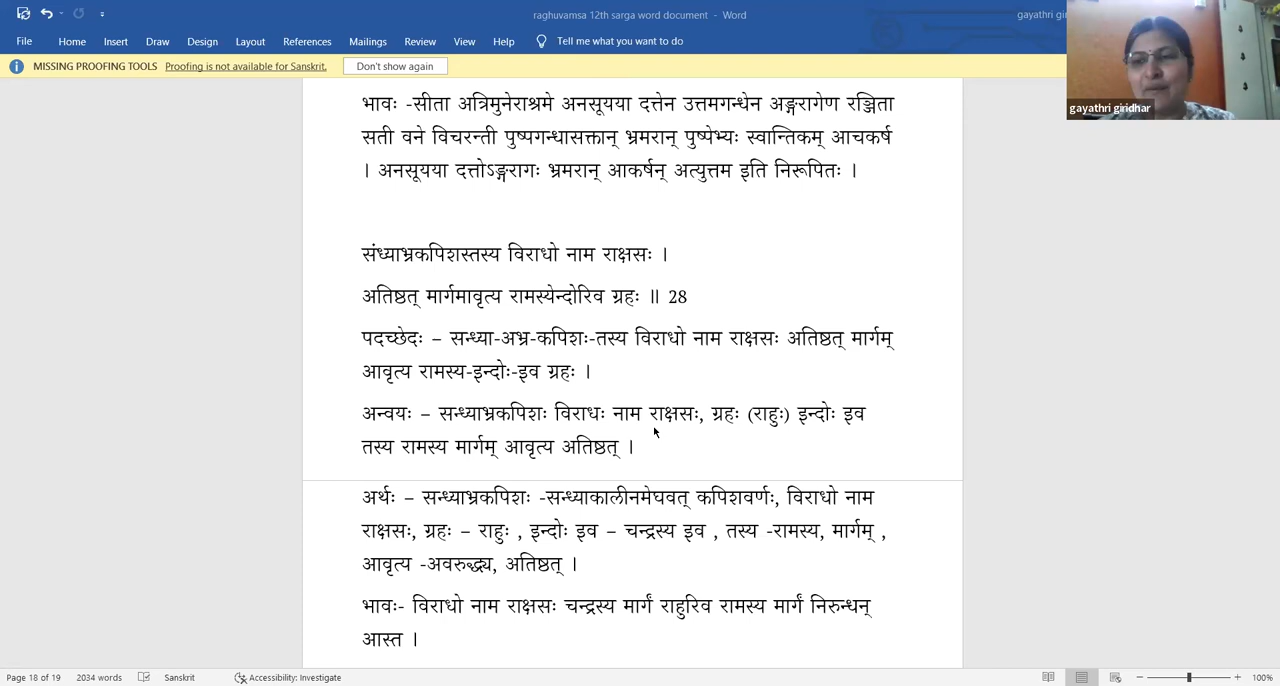 raghuvamsa 12th sarga word document - Word
gayathri gi
File Home Insert Draw Design Layout References Mailings Review View Help Tell me what you want to do
MISSING PROOFING TOOLS Proofing is not available for Sanskrit. Don't show again
gayathri giridhar
भावः -सीता अत्रिमुनेराश्रमे अनसूयया दत्तेन उत्तमगन्धेन अङ्गरागेण रञ्जिता
सती वने विचरन्ती पुष्पगन्धासक्तान् भ्रमरान् पुष्पेभ्यः स्वान्तिकम् आचकर्ष
। अनसूयया दत्तोऽङ्गरागः भ्रमरान् आकर्षन् अत्युत्तम इति निरूपितः ।
संध्याभ्रकपिशस्तस्य विराधो नाम राक्षसः ।
अतिष्ठत् मार्गमावृत्य रामस्येन्दोरिव ग्रहः ॥ 28
पदच्छेदः – सन्ध्या-अभ्र-कपिशः-तस्य विराधो नाम राक्षसः अतिष्ठत् मार्गम्
आवृत्य रामस्य-इन्दोः-इव ग्रहः ।
अन्वयः – सन्ध्याभ्रकपिशः विराधः नाम राक्षसः, ग्रहः (राहुः) इन्दोः इव
तस्य रामस्य मार्गम् आवृत्य अतिष्ठत् ।
अर्थः – सन्ध्याभ्रकपिशः -सन्ध्याकालीनमेघवत् कपिशवर्णः, विराधो नाम
राक्षसः, ग्रहः – राहुः , इन्दोः इव – चन्द्रस्य इव , तस्य -रामस्य, मार्गम् ,
आवृत्य -अवरुद्ध्य, अतिष्ठत् ।
भावः- विराधो नाम राक्षसः चन्द्रस्य मार्गं राहुरिव रामस्य मार्गं निरुन्धन्
आस्त ।
Page 18 of 19 2034 words Sanskrit Accessibility: Investigate 100%